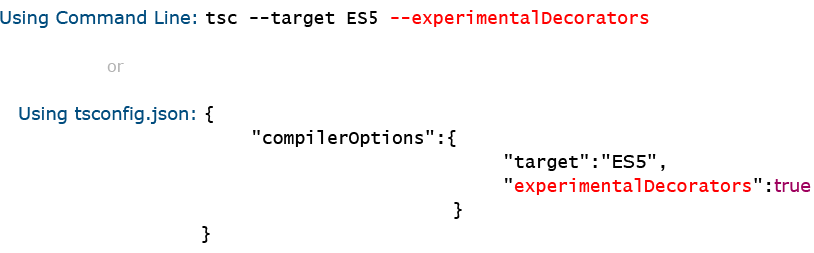 Using Command Line: tsc --target ES5 --experimentalDecorators
or
Using tsconfig.json: {
"compilerOptions":{
"target":"ES5",
"experimentalDecorators":true
}
}